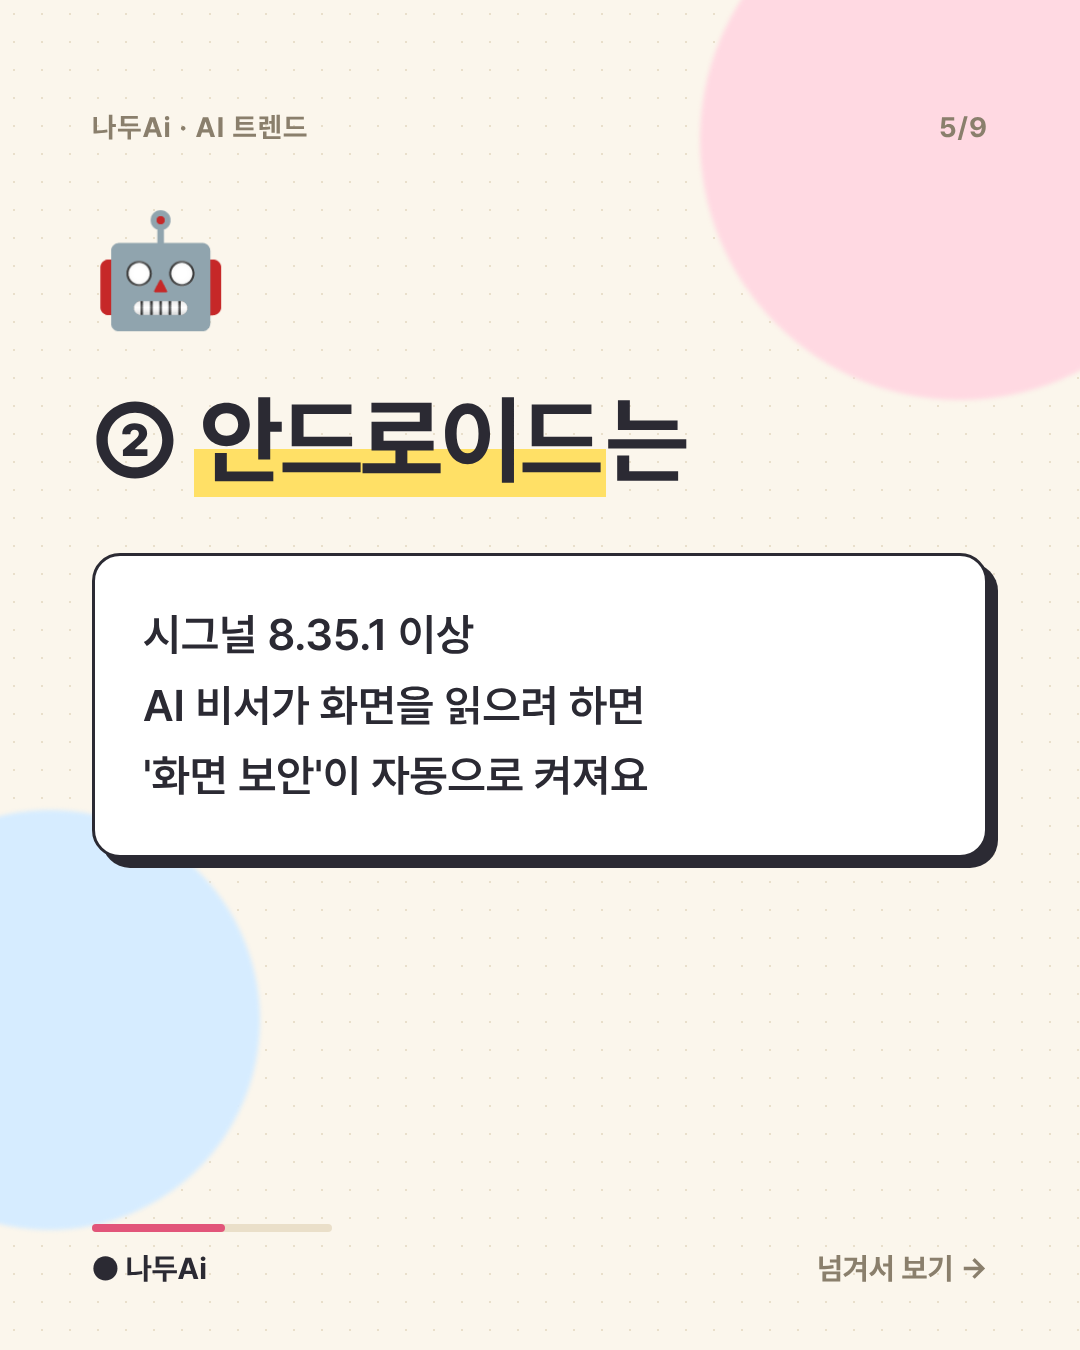 나두Ai · AI 트렌드
5/9
② 안드로이드는
시그널 8.35.1 이상
AI 비서가 화면을 읽으려 하면
'화면 보안'이 자동으로 켜져요
● 나두Ai
넘겨서 보기 →